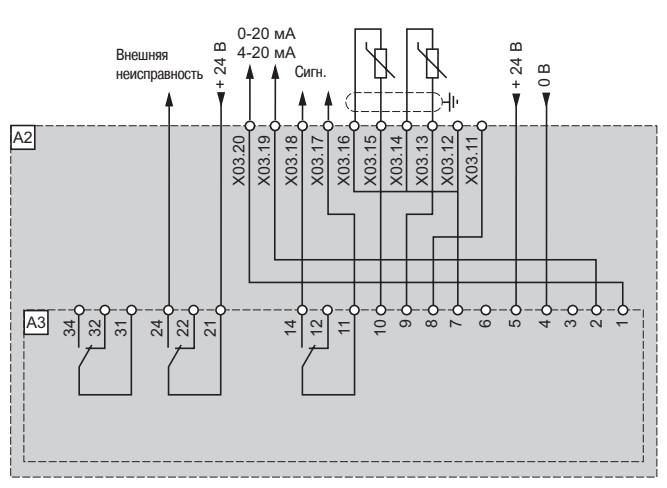 0-20 мА
4-20 мА
Внешняя
неисправность
+ 24 В
Сигн.
+ 24 В
0 В
A2
X03.20
X03.19
X03.18
X03.17
X03.16
X03.15
X03.14
X03.13
X03.12
X03.11
A3
34
32
31
24
22
21
14
12
11
10
9
8
7
6
5
4
3
2
1